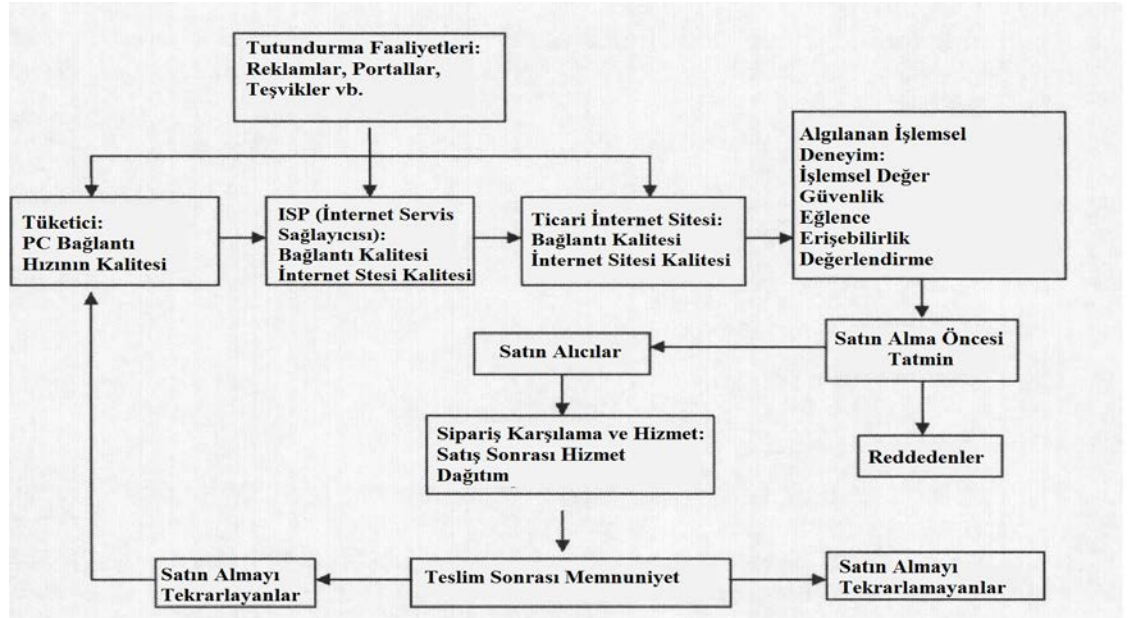 Tutundurma Faaliyetleri:
Reklamlar, Portallar,
Teşvikler vb.
Algılanan İşlemsel
Deneyim:
İşlemsel Değer
Güvenlik
Eğlence
Erişebilirlik
Değerlendirme
Tüketici:
PC Bağlantı
Hızının Kalitesi
ISP (İnternet Servis
Sağlayıcısı):
Bağlantı Kalitesi
İnternet Stesi Kalitesi
Ticari İnternet Sitesi:
Bağlantı Kalitesi
İnternet Sitesi Kalitesi
Satın Alıcılar
Satın Alma Öncesi
Tatmin
Sipariş Karşılama ve Hizmet:
Satış Sonrası Hizmet
Dağıtım
Reddedenler
Satın Almayı
Tekrarlayanlar
Teslim Sonrası Memnuniyet
Satın Almayı
Tekrarlamayanlar